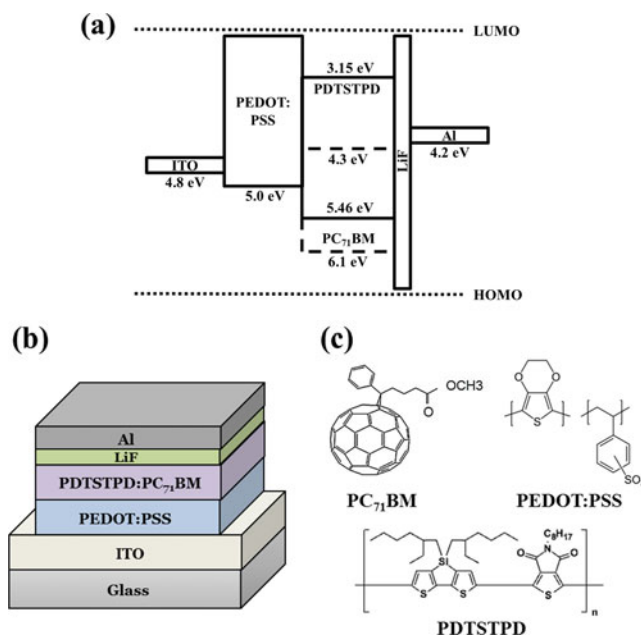 (a)
LUMO
3.15 eV
PDTSTPD
PEDOT:
PSS
Al
4.2 eV
4.3 eV
ITO
4.8 eV
5.0 eV
LiF
5.46 eV
PC₇₁BM
6.1 eV
HOMO
(b)
Al
LiF
PDTSTPD:PC₇₁BM
PEDOT:PSS
ITO
Glass
(c)
OCH3
O
PC₇₁BM
O O
S
SO
PEDOT:PSS
C₈H₁₇
O N O
Si
S S S
n
PDTSTPD